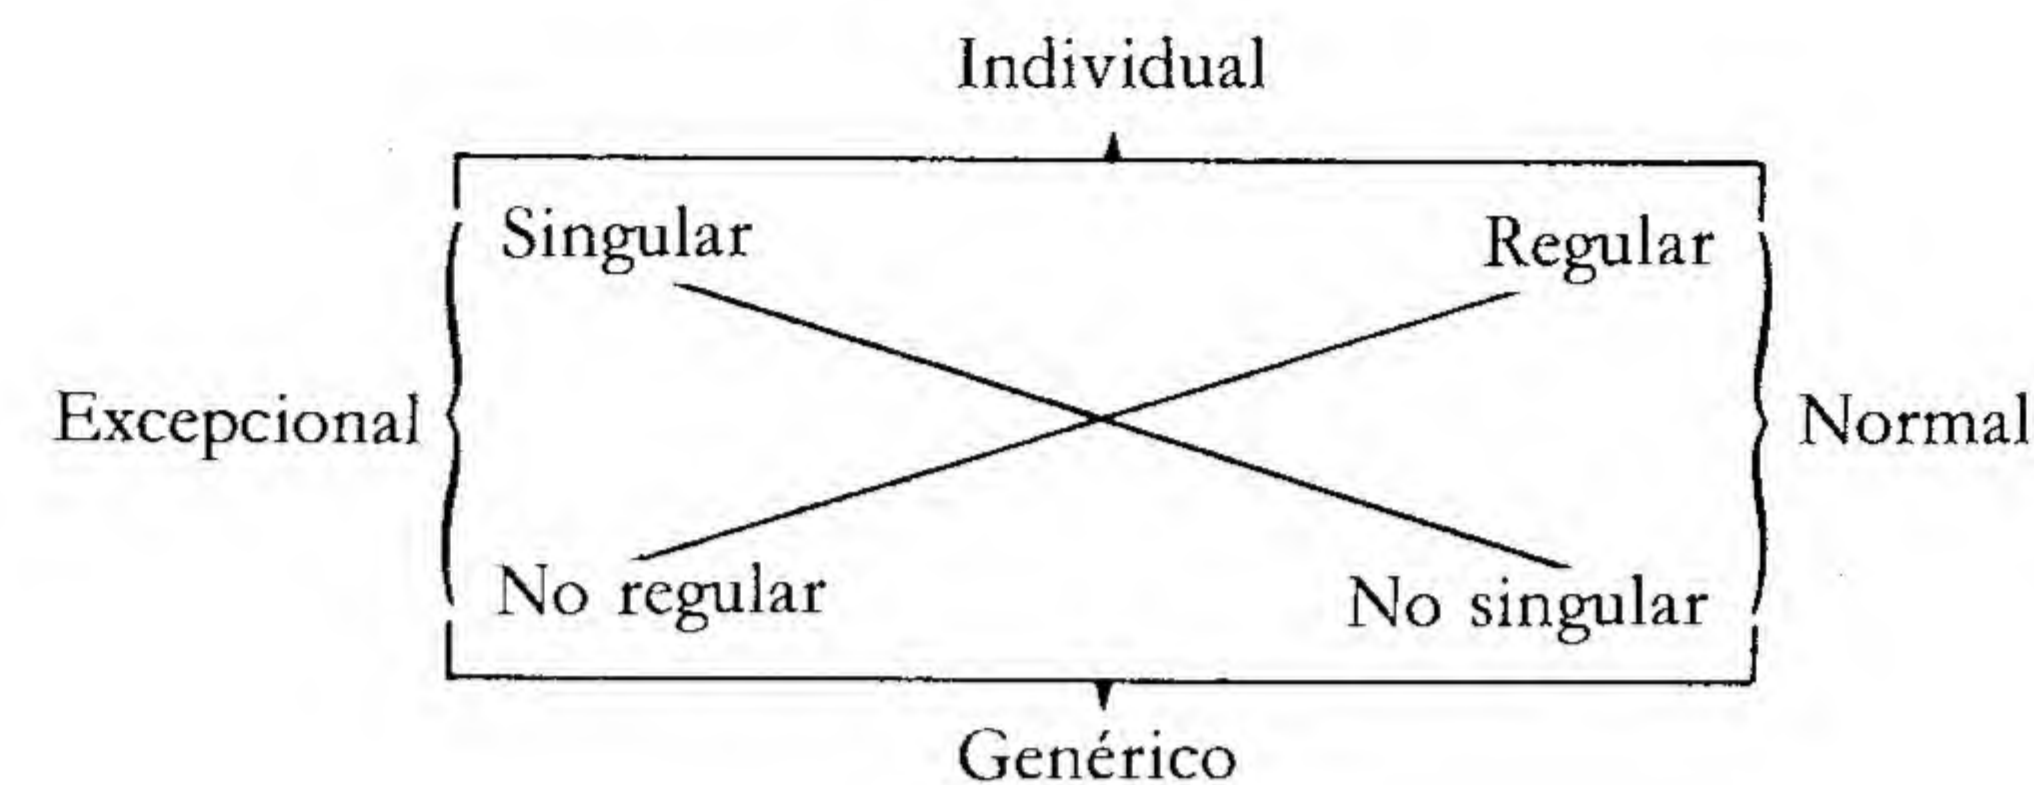 Individual
Singular
Regular
Excepcional
Normal
No regular
No singular
Genérico